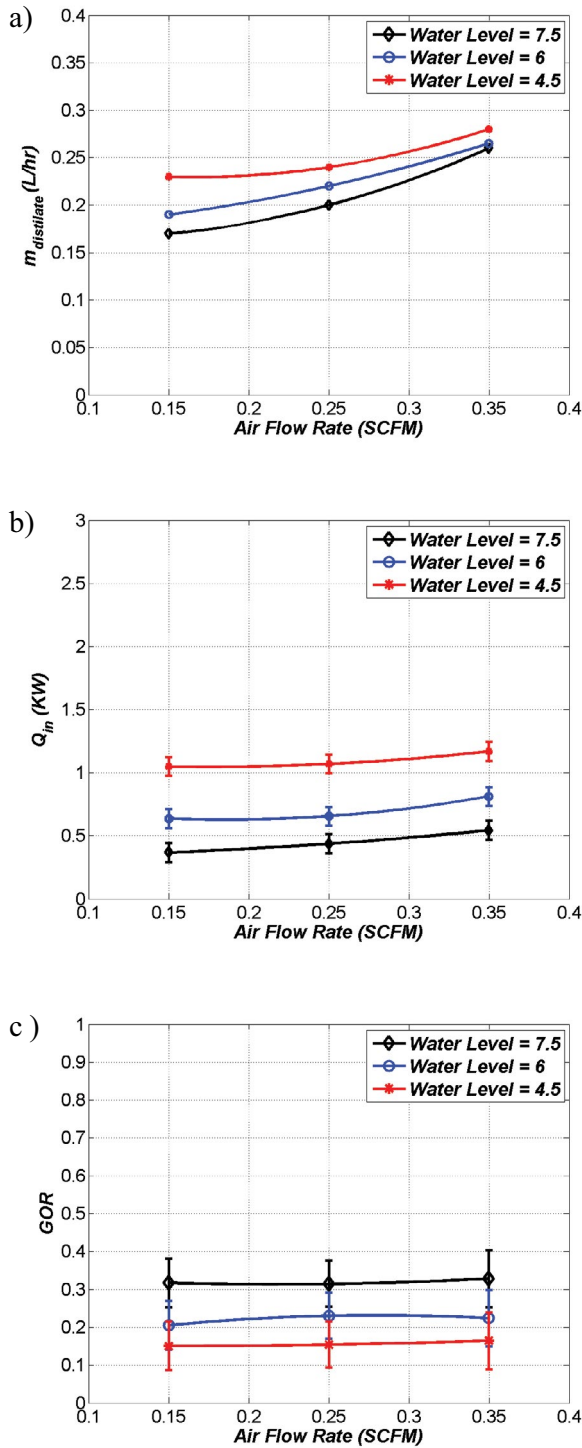 a)
0.4
0.35
0.3
0.25
0.2
0.15
0.1
0.05
0
m_distilate (L/hr)
Water Level = 7.5
Water Level = 6
Water Level = 4.5
0.1 0.15 0.2 0.25 0.3 0.35 0.4
Air Flow Rate (SCFM)
b)
3
2.5
2
1.5
1
0.5
0
Q_in (KW)
Water Level = 7.5
Water Level = 6
Water Level = 4.5
0.1 0.15 0.2 0.25 0.3 0.35 0.4
Air Flow Rate (SCFM)
c )
1
0.9
0.8
0.7
0.6
0.5
0.4
0.3
0.2
0.1
0
GOR
Water Level = 7.5
Water Level = 6
Water Level = 4.5
0.1 0.15 0.2 0.25 0.3 0.35 0.4
Air Flow Rate (SCFM)